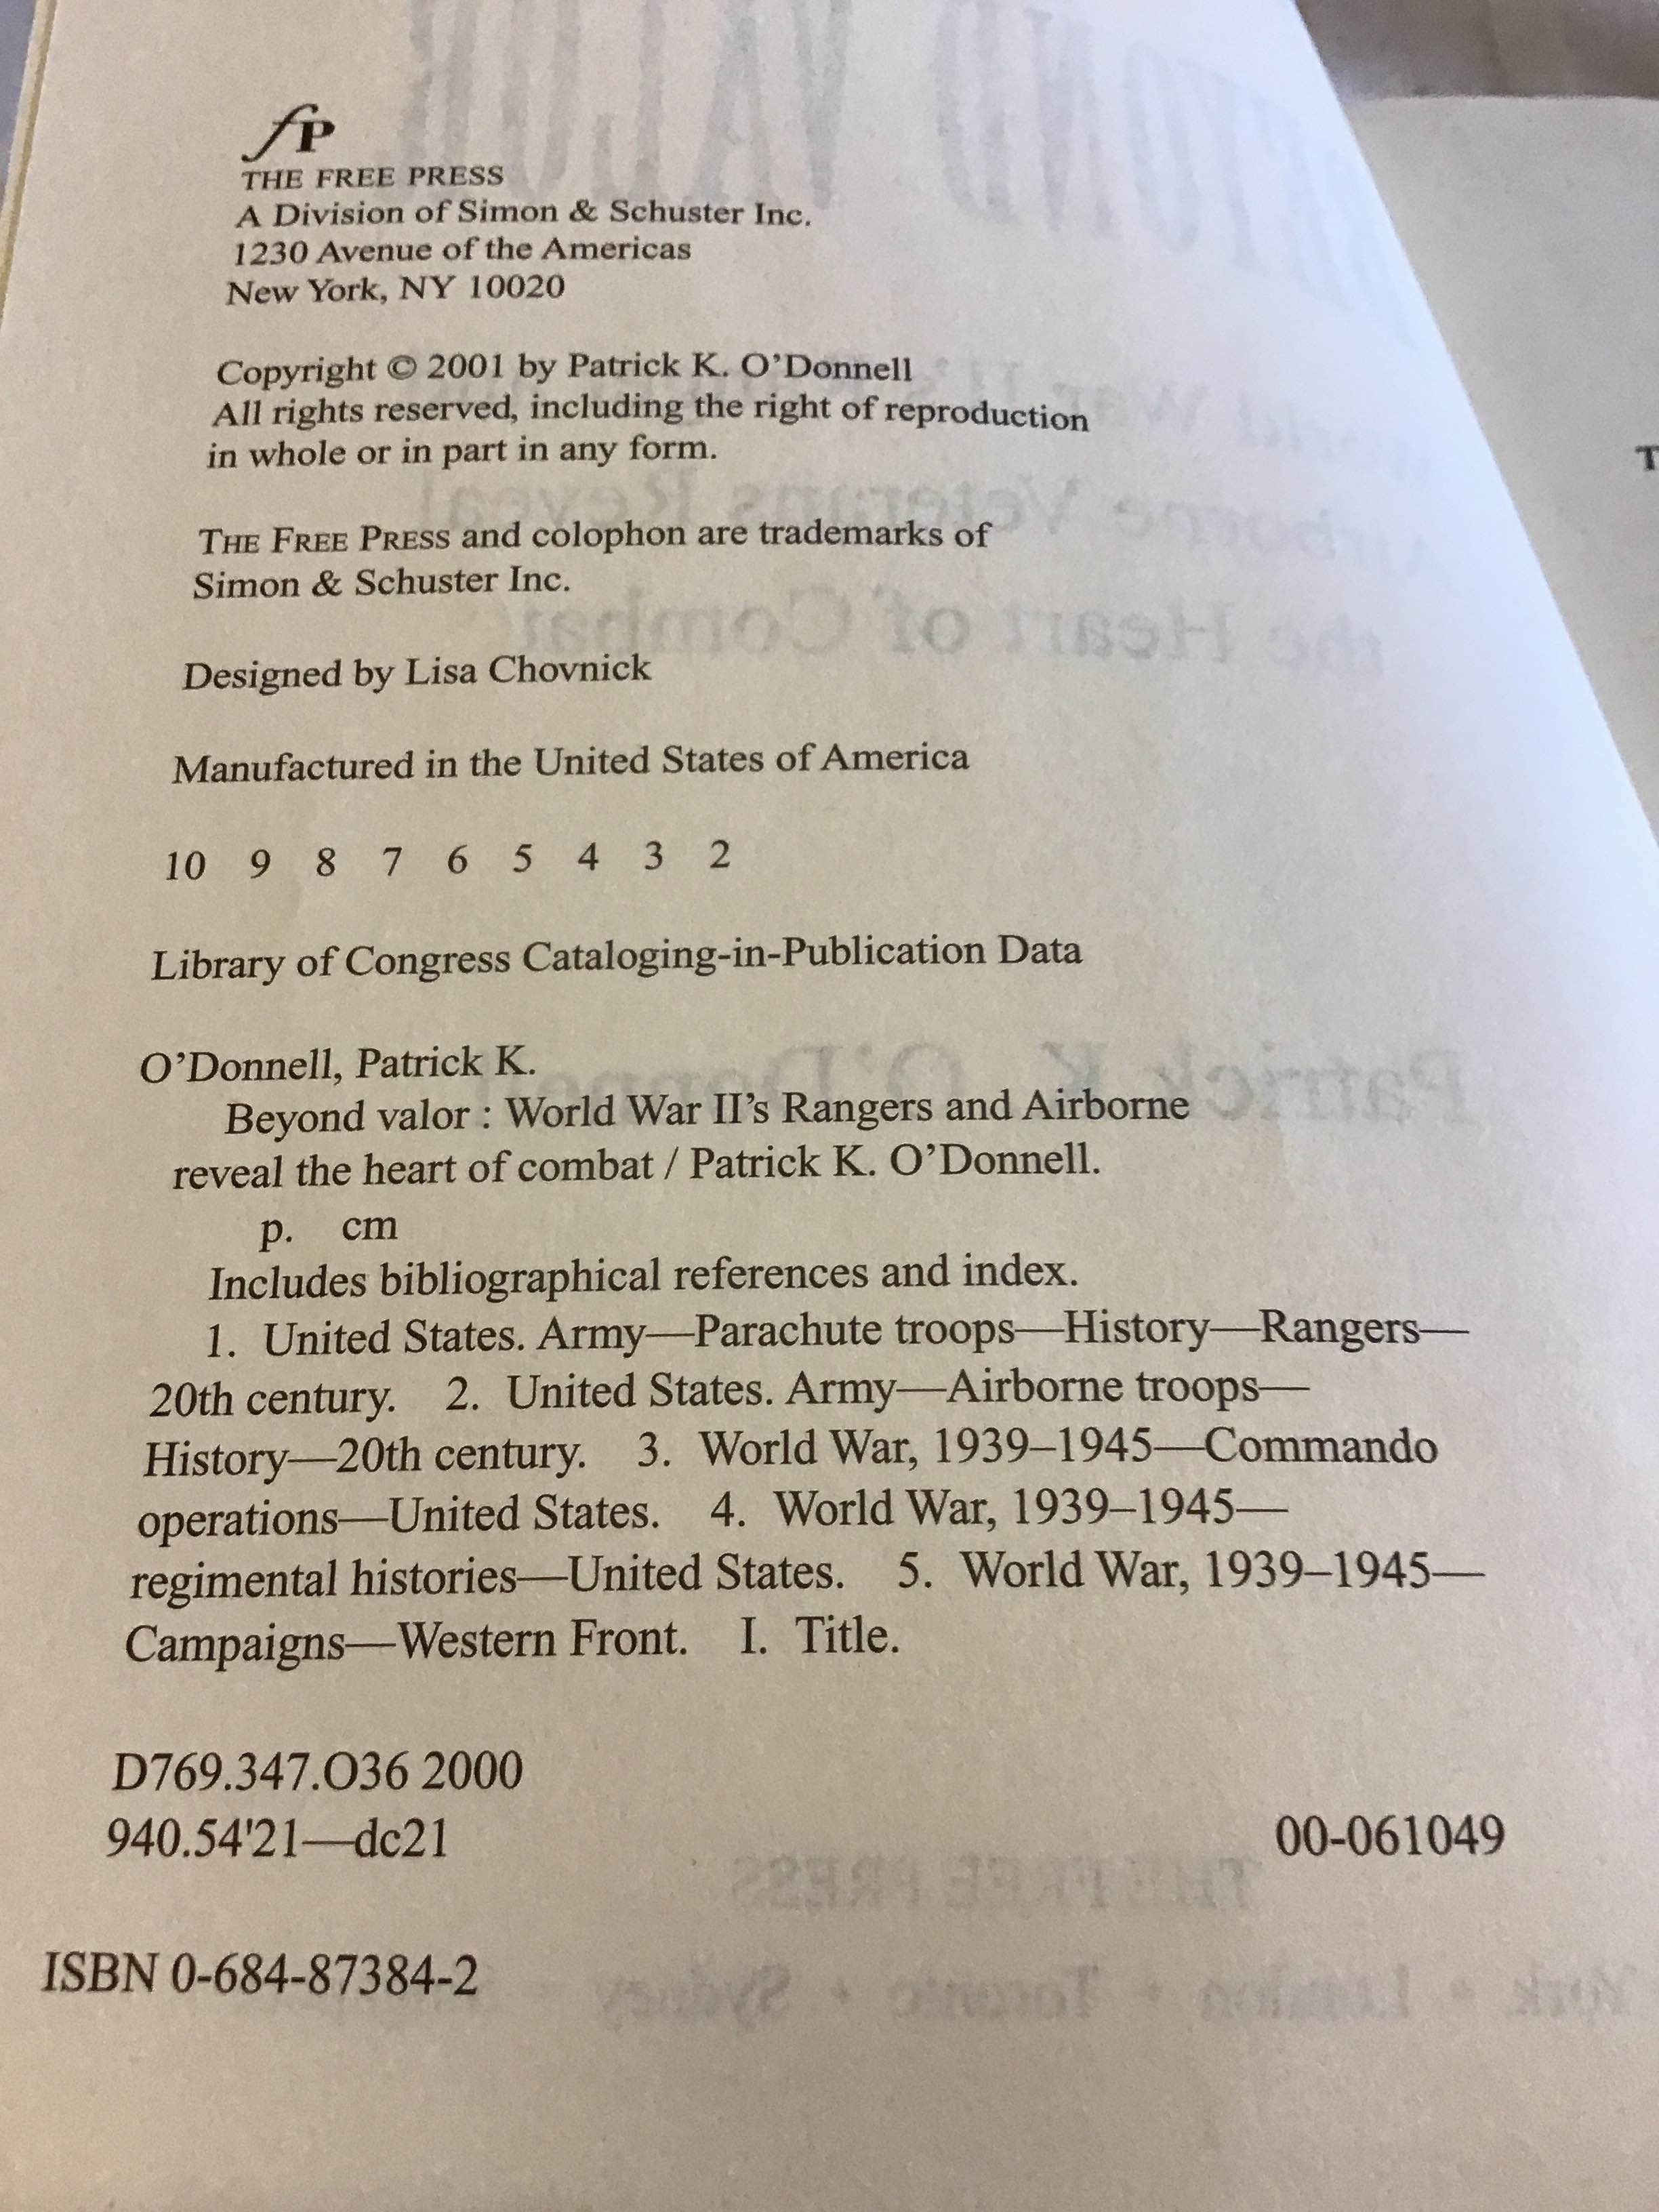 fP
THE FREE PRESS
A Division of Simon & Schuster Inc.
1230 Avenue of the Americas
New York, NY 10020
Copyright © 2001 by Patrick K. O’Donnell
All rights reserved, including the right of reproduction
in whole or in part in any form.
THE FREE PRESS and colophon are trademarks of
Simon & Schuster Inc.
Designed by Lisa Chovnick
Manufactured in the United States of America
10 9 8 7 6 5 4 3 2
Library of Congress Cataloging-in-Publication Data
O’Donnell, Patrick K.
Beyond valor : World War II’s Rangers and Airborne
reveal the heart of combat / Patrick K. O’Donnell.
p. cm
Includes bibliographical references and index.
1. United States. Army—Parachute troops—History—Rangers—
20th century. 2. United States. Army—Airborne troops—
History—20th century. 3. World War, 1939–1945—Commando
operations—United States. 4. World War, 1939–1945—
regimental histories—United States. 5. World War, 1939–1945—
Campaigns—Western Front. I. Title.
D769.347.O36 2000
940.54'21—dc21
00-061049
ISBN 0-684-87384-2